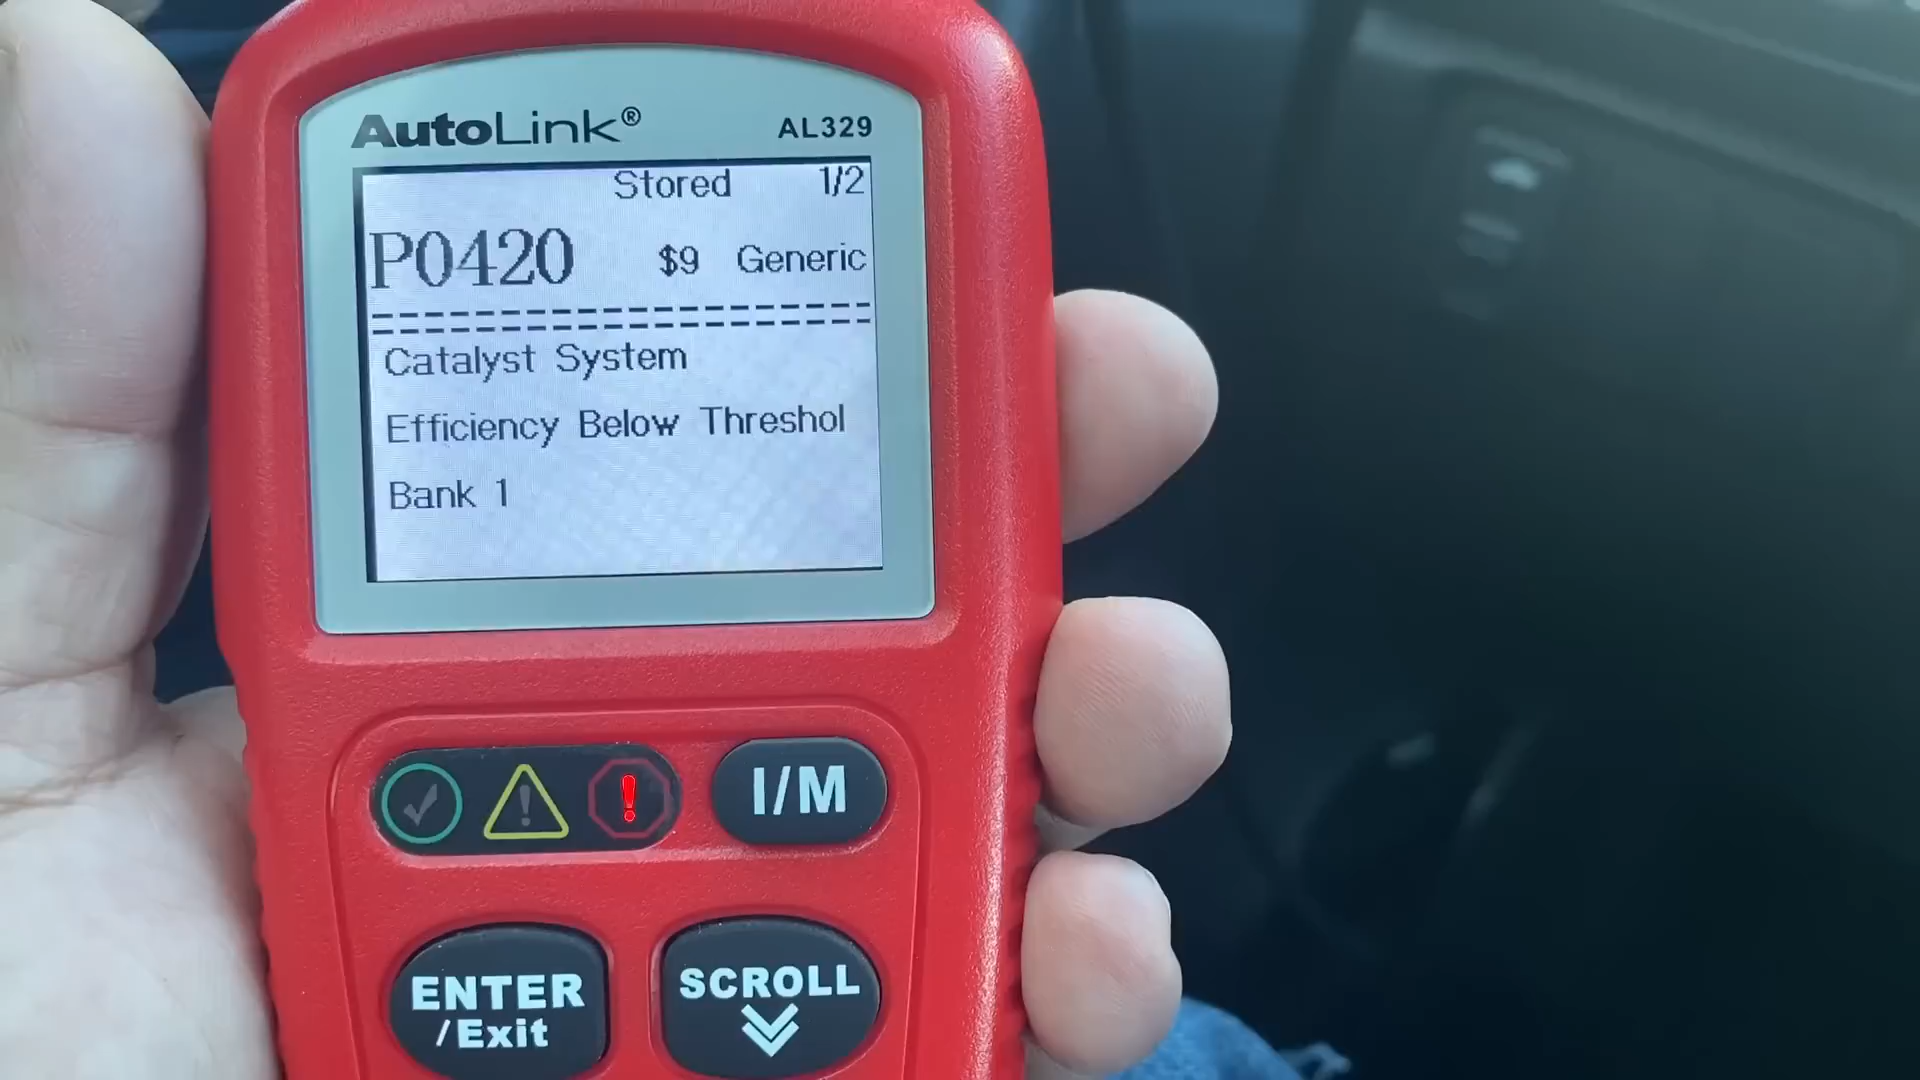 AutoLink® AL329
Stored 1/2
P0420 $9 Generic
Catalyst System
Efficiency Below Threshol
Bank 1
I/M
ENTER
/Exit
SCROLL